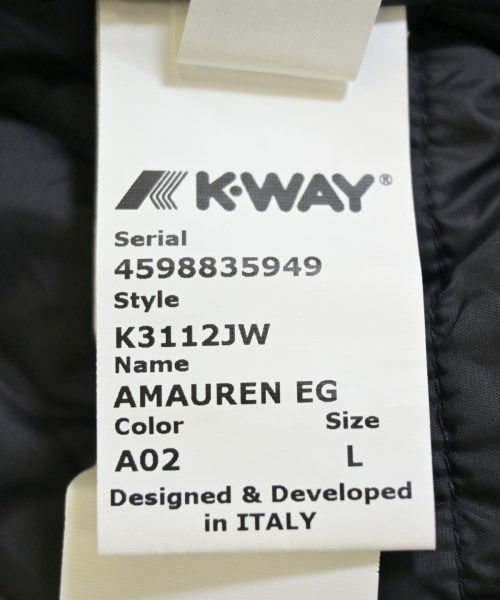 K·WAY®
Serial
4598835949
Style
K3112JW
Name
AMAUREN EG
Color Size
A02 L
Designed & Developed
in ITALY